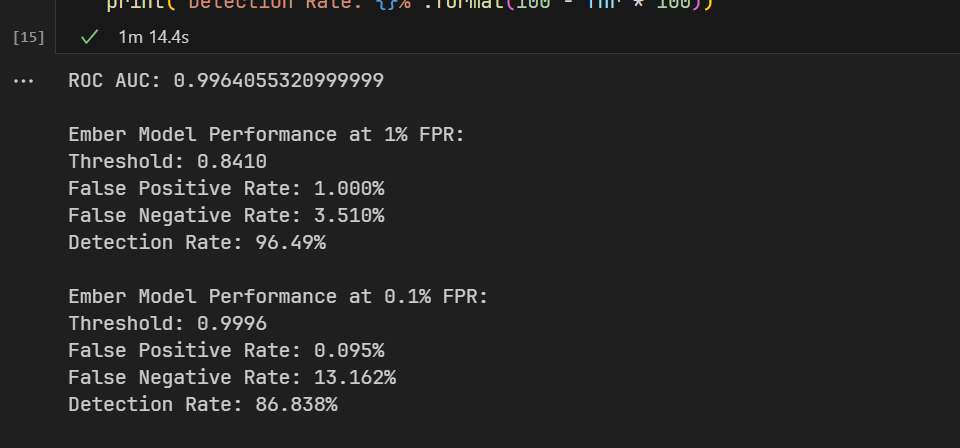 print("Detection Rate: {}%".format(100 - fnr * 100))
[15] 1m 14.4s
ROC AUC: 0.9964055320999999
Ember Model Performance at 1% FPR:
Threshold: 0.8410
False Positive Rate: 1.000%
False Negative Rate: 3.510%
Detection Rate: 96.49%
Ember Model Performance at 0.1% FPR:
Threshold: 0.9996
False Positive Rate: 0.095%
False Negative Rate: 13.162%
Detection Rate: 86.838%